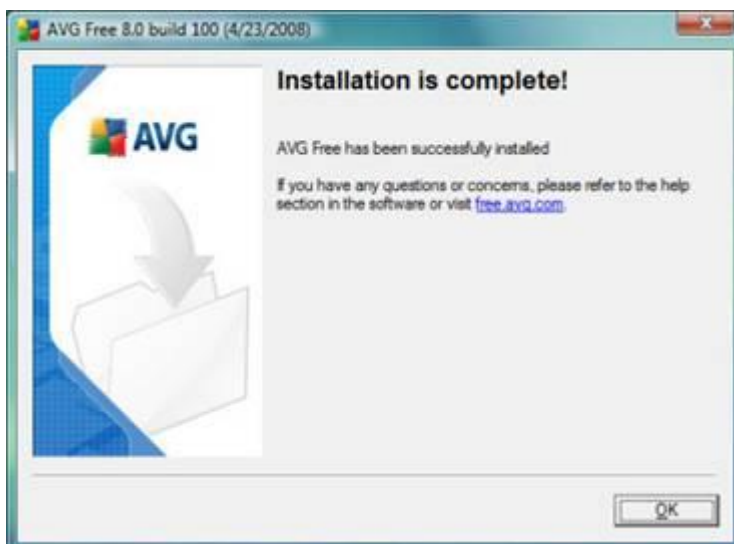 AVG Free 8.0 build 100 (4/23/2008)
Installation is complete!
AVG
AVG Free has been successfully installed
If you have any questions or concerns, please refer to the help
section in the software or visit free.avg.com.
OK